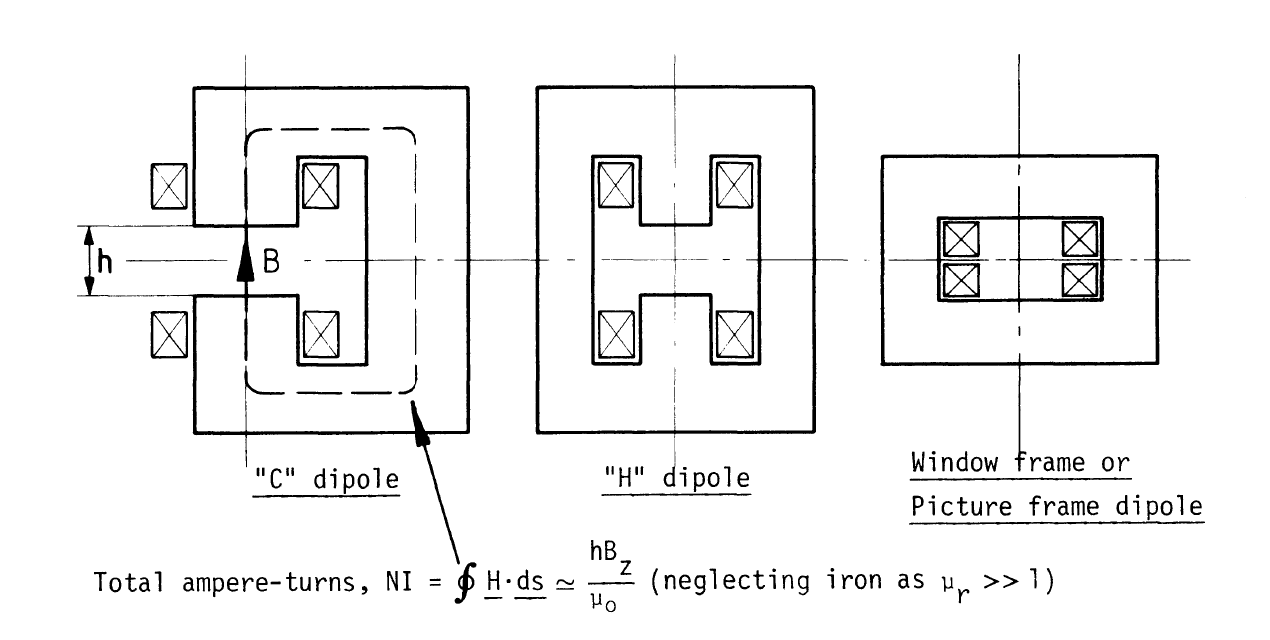 h
B
"C" dipole
"H" dipole
Window frame or
Picture frame dipole
Total ampere-turns, NI = ∮ H·ds ≃ hB_z/μ_o (neglecting iron as μ_r >> 1)